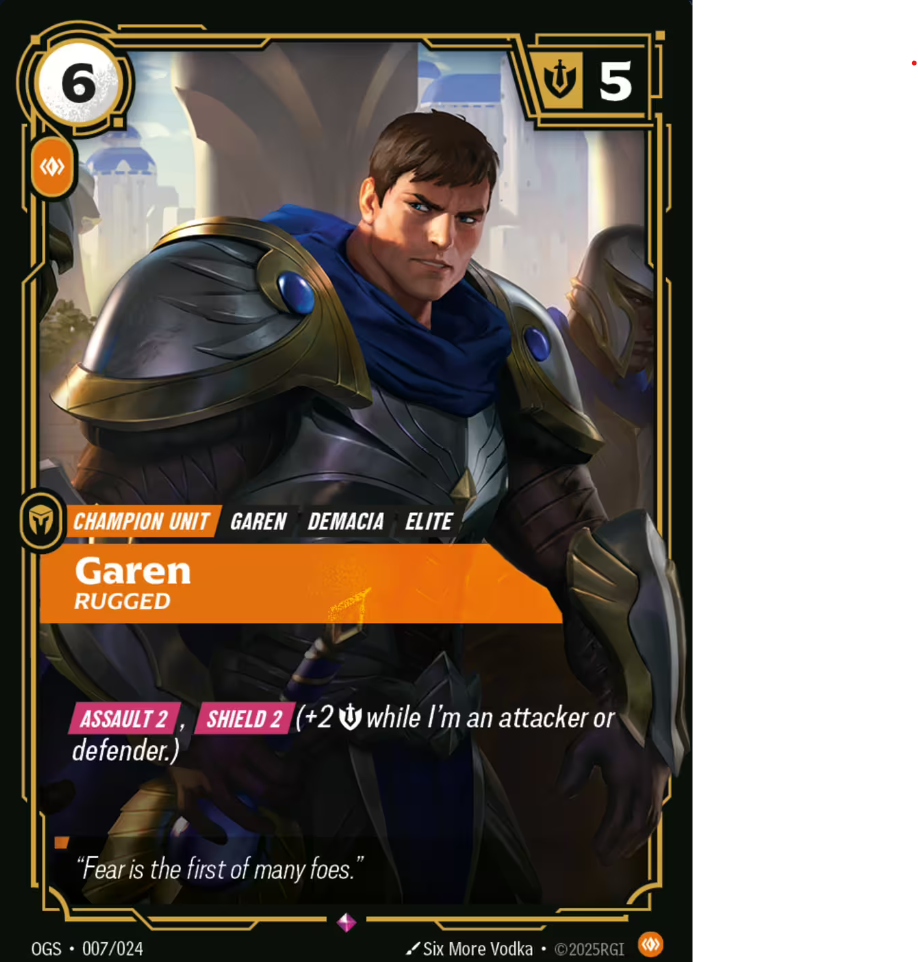 6
5
CHAMPION UNIT GAREN DEMACIA ELITE
Garen
RUGGED
ASSAULT 2, SHIELD 2 (+2 while I'm an attacker or
defender.)
“Fear is the first of many foes.”
OGS • 007/024
Six More Vodka • ©2025RGI